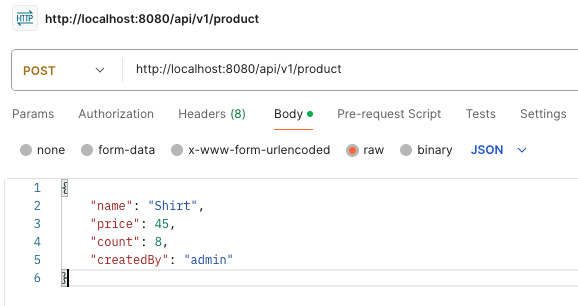 HTTP http://localhost:8080/api/v1/product
POST http://localhost:8080/api/v1/product
Params Authorization Headers (8) Body Pre-request Script Tests Settings
none form-data x-www-form-urlencoded raw binary JSON
1 {
2 "name": "Shirt",
3 "price": 45,
4 "count": 8,
5 "createdBy": "admin"
6 }